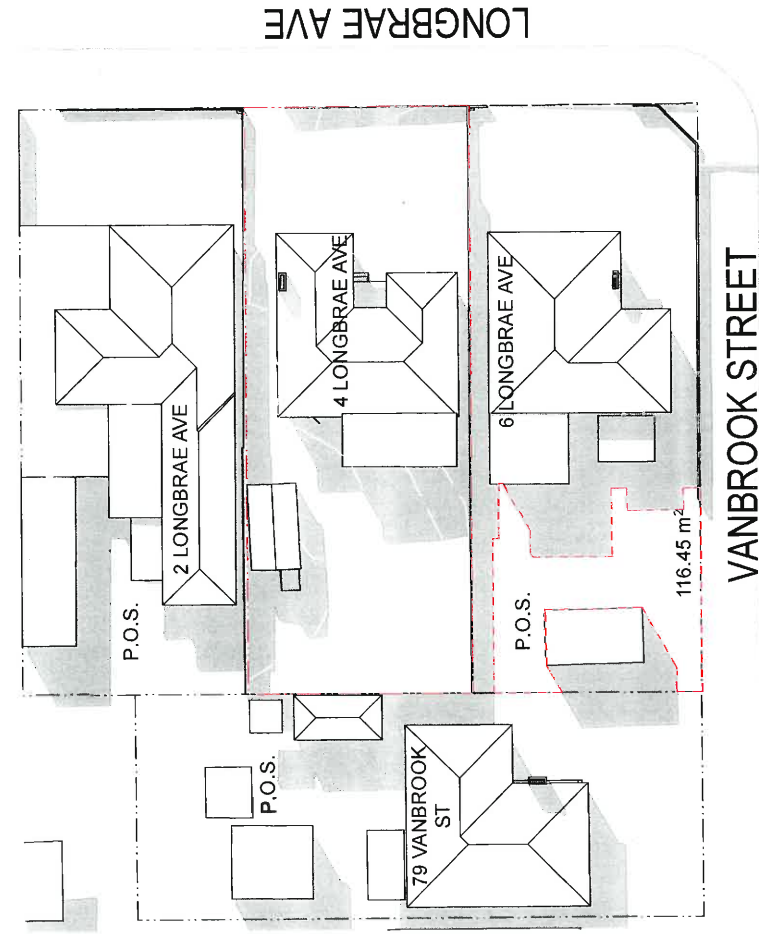 LONGBRAE AVE
2 LONGBRAE AVE
4 LONGBRAE AVE
6 LONGBRAE AVE
VANBROOK STREET
116.45 m²
P.O.S.
P.O.S.
P.O.S.
79 VANBROOK
ST